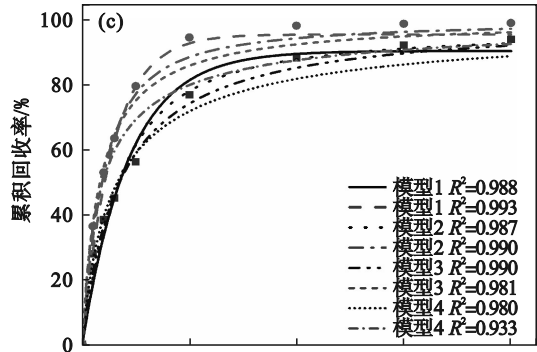 (c)
累积回收率/%
100
80
60
40
20
0
模型1 R²=0.988
模型1 R²=0.993
模型2 R²=0.987
模型2 R²=0.990
模型3 R²=0.990
模型3 R²=0.981
模型4 R²=0.980
模型4 R²=0.933